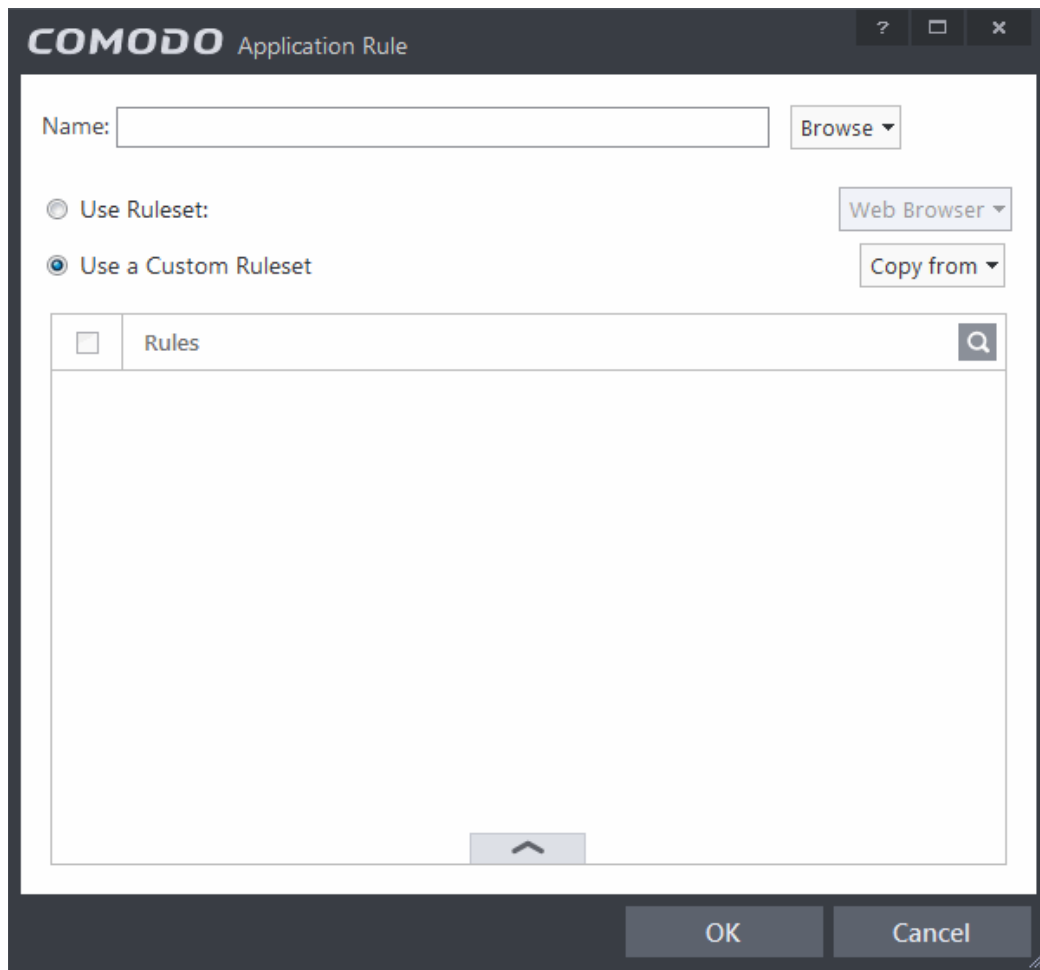 COMODO Application Rule ?
Name: Browse
Use Ruleset: Web Browser
Use a Custom Ruleset Copy from
Rules
OK Cancel